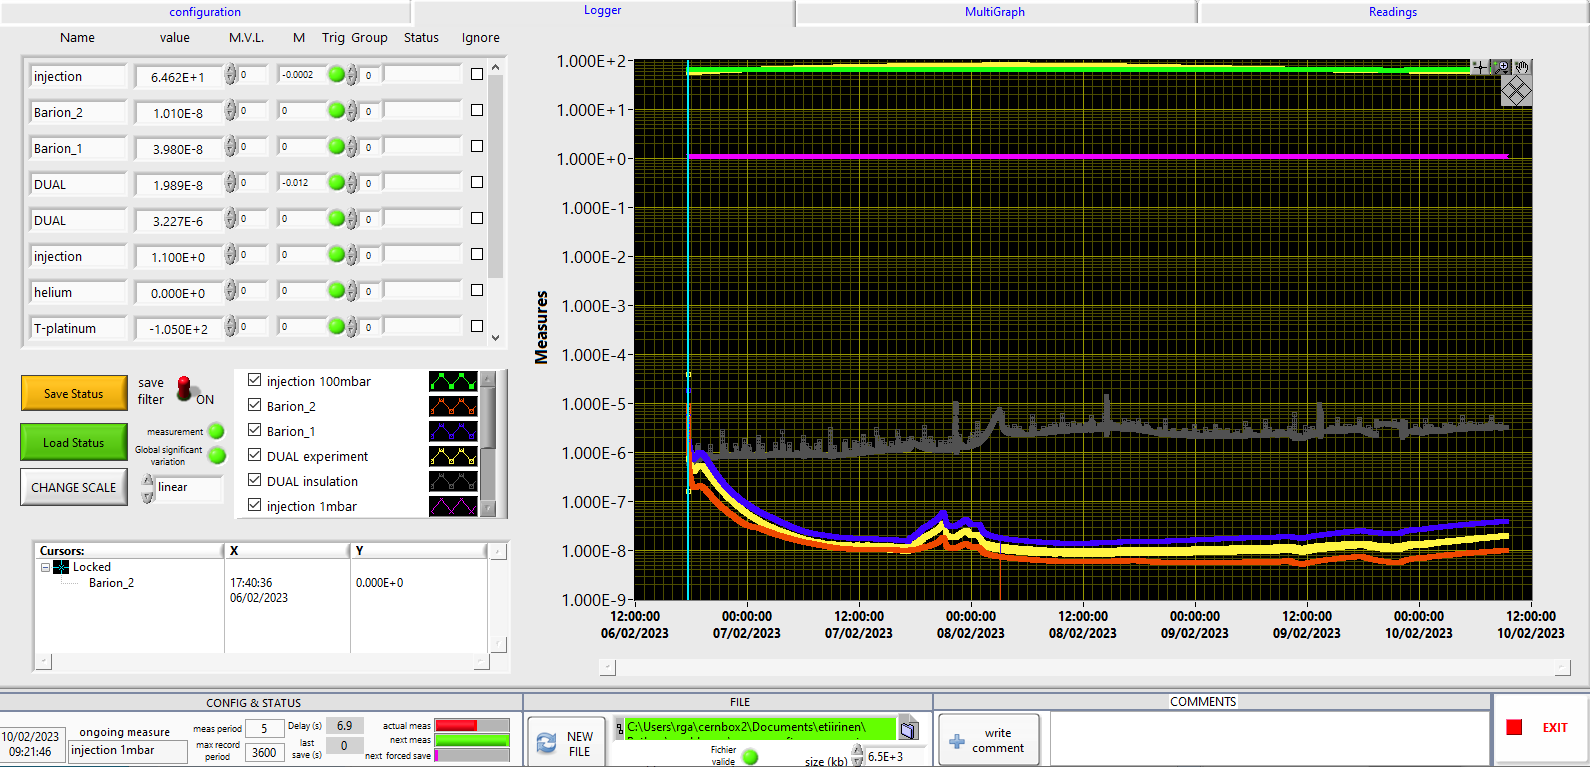 configuration
Logger
MultiGraph
Readings
Name value M.V.L. M Trig Group Status Ignore
injection 6.462E+1 0 -0.0002 0
Barion_2 1.010E-8 0 0 0
Barion_1 3.980E-8 0 0 0
DUAL 1.989E-8 0 -0.012 0
DUAL 3.227E-6 0 0 0
injection 1.100E+0 0 0 0
helium 0.000E+0 0 0 0
T-platinum -1.050E+2 0 0 0
Save Status
save
filter
ON
Load Status
measurement
Global significant
variation
CHANGE SCALE
linear
injection 100mbar
Barion_2
Barion_1
DUAL experiment
DUAL insulation
injection 1mbar
Cursors: X Y
Locked
Barion_2 17:40:36 0.000E+0
06/02/2023
Measures
1.000E+2
1.000E+1
1.000E+0
1.000E-1
1.000E-2
1.000E-3
1.000E-4
1.000E-5
1.000E-6
1.000E-7
1.000E-8
1.000E-9
12:00:00 00:00:00 12:00:00 00:00:00 12:00:00 00:00:00 12:00:00 00:00:00 12:00:00
06/02/2023 07/02/2023 07/02/2023 08/02/2023 08/02/2023 09/02/2023 09/02/2023 10/02/2023 10/02/2023
CONFIG & STATUS
10/02/2023
09:21:46
ongoing measure
injection 1mbar
meas period 5
max record
period 3600
Delay (s) 6.9
last
save (s) 0
actual meas
next meas
next forced save
FILE
NEW
FILE
C:\Users\rga\cernbox2\Documents\etiirinen\
Fichier
valide
size (kb) 6.5E+3
COMMENTS
write
comment
EXIT